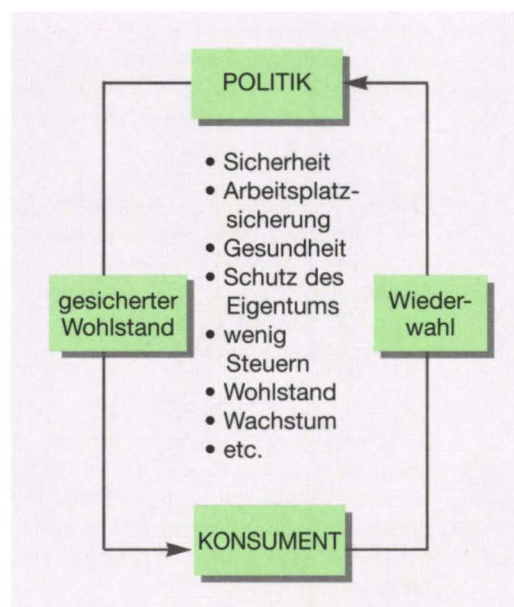 POLITIK
• Sicherheit
• Arbeitsplatz-
sicherung
• Gesundheit
• Schutz des
Eigentums
• wenig
Steuern
• Wohlstand
• Wachstum
• etc.
gesicherter
Wohlstand
Wieder-
wahl
KONSUMENT